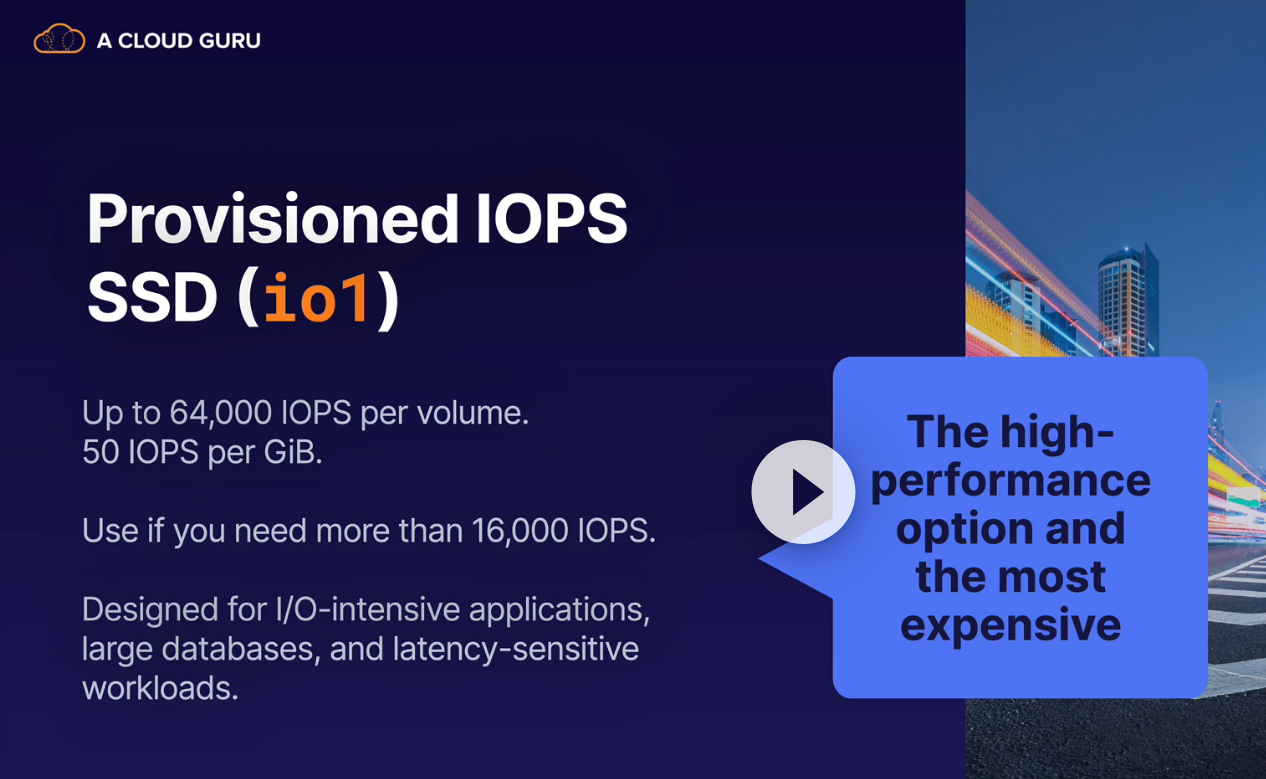 A CLOUD GURU
Provisioned IOPS
SSD (io1)
Up to 64,000 IOPS per volume.
50 IOPS per GiB.
Use if you need more than 16,000 IOPS.
Designed for I/O-intensive applications,
large databases, and latency-sensitive
workloads.
The high-
performance
option and
the most
expensive